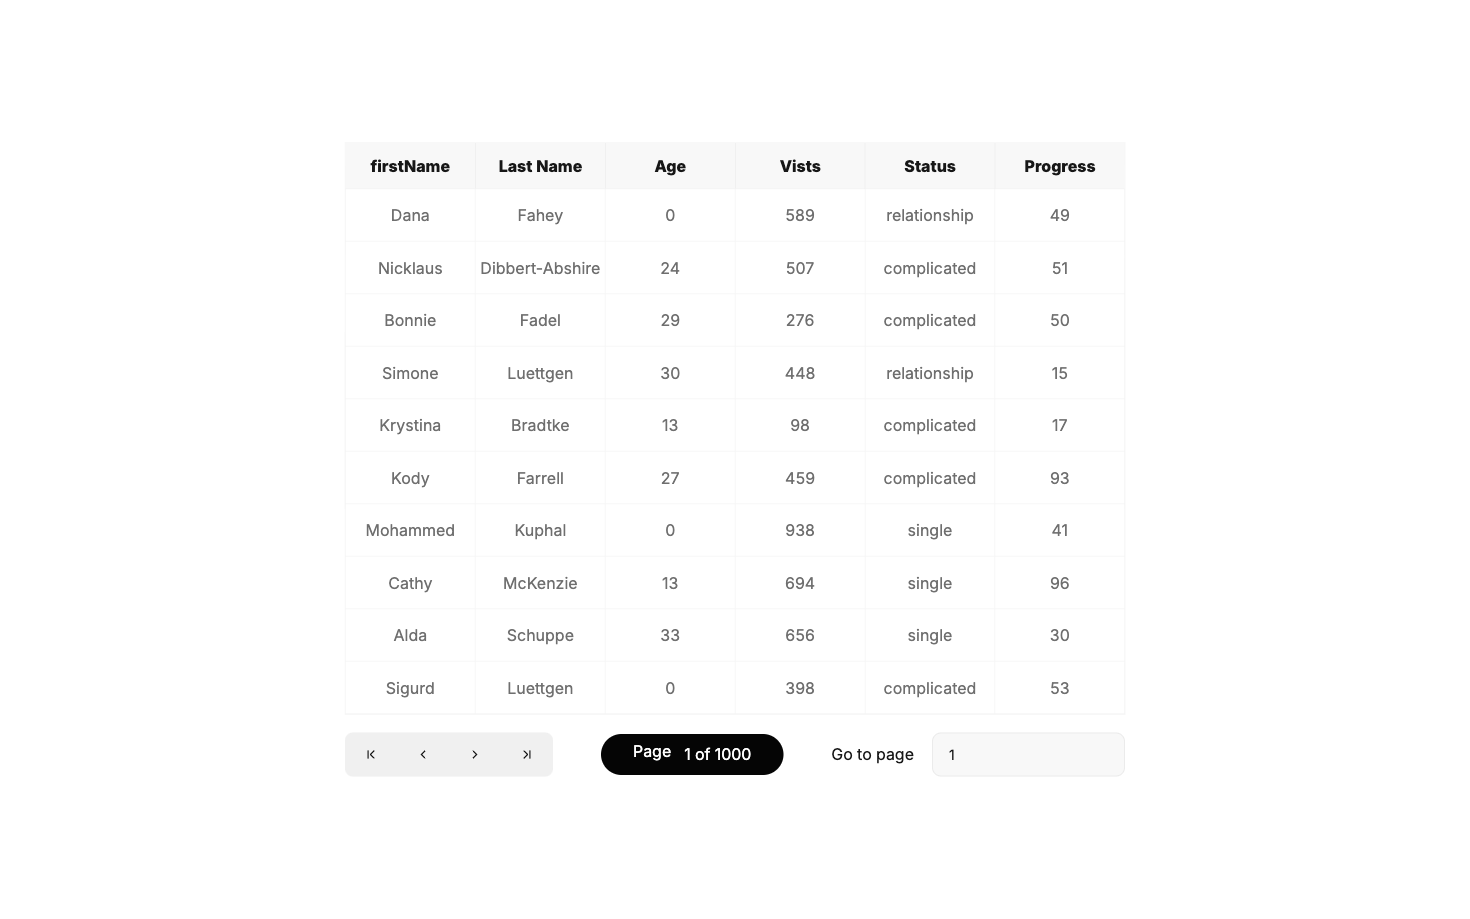 firstName Last Name Age Vists Status Progress
Dana Fahey 0 589 relationship 49
Nicklaus Dibbert-Abshire 24 507 complicated 51
Bonnie Fadel 29 276 complicated 50
Simone Luettgen 30 448 relationship 15
Krystina Bradtke 13 98 complicated 17
Kody Farrell 27 459 complicated 93
Mohammed Kuphal 0 938 single 41
Cathy McKenzie 13 694 single 96
Alda Schuppe 33 656 single 30
Sigurd Luettgen 0 398 complicated 53
Page 1 of 1000 Go to page 1